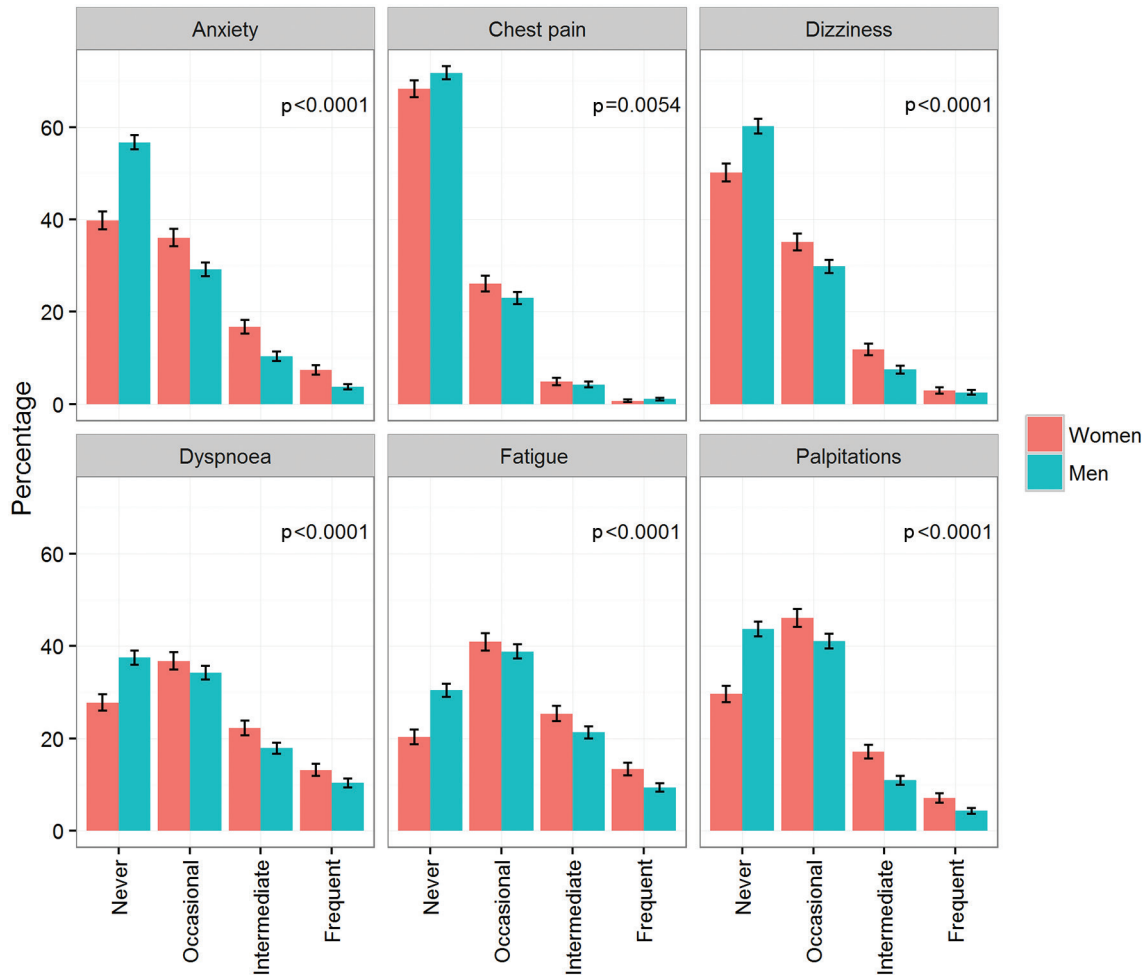 Anxiety
Chest pain
Dizziness
p<0.0001
p=0.0054
p<0.0001
60
40
20
0
Percentage
Women
Men
Dyspnoea
Fatigue
Palpitations
p<0.0001
p<0.0001
p<0.0001
60
40
20
0
Never
Occasional
Intermediate
Frequent
Never
Occasional
Intermediate
Frequent
Never
Occasional
Intermediate
Frequent